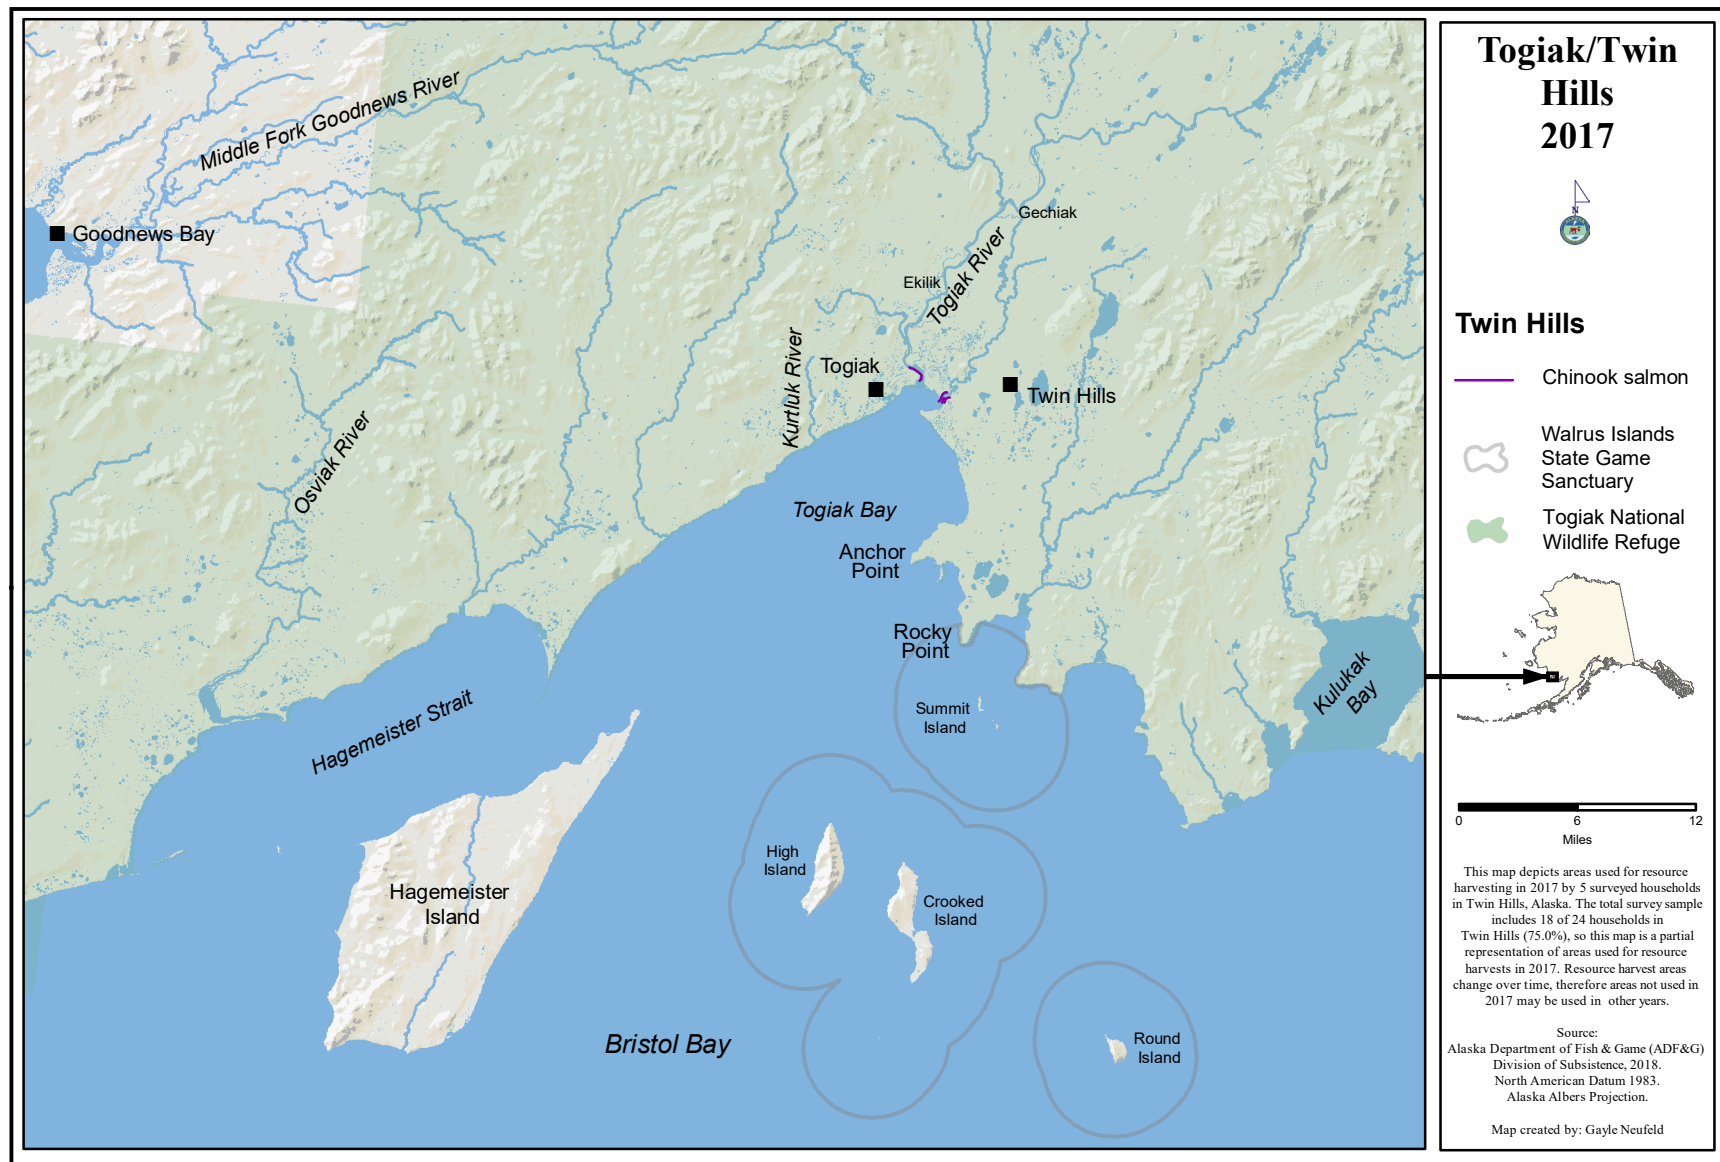 Togiak/Twin
Hills
2017
N
Twin Hills
Chinook salmon
Walrus Islands
State Game
Sanctuary
Togiak National
Wildlife Refuge
0 6 12
Miles
This map depicts areas used for resource
harvesting in 2017 by 5 surveyed households
in Twin Hills, Alaska. The total survey sample
includes 18 of 24 households in
Twin Hills (75.0%), so this map is a partial
representation of areas used for resource
harvests in 2017. Resource harvest areas
change over time, therefore areas not used in
2017 may be used in other years.
Source:
Alaska Department of Fish & Game (ADF&G)
Division of Subsistence, 2018.
North American Datum 1983.
Alaska Albers Projection.
Map created by: Gayle Neufeld
Middle Fork Goodnews River
Goodnews Bay
Gechiak
Togiak River
Ekilik
Kurtluk River
Togiak
Twin Hills
Osviak River
Togiak Bay
Anchor
Point
Rocky
Point
Kulukak
Bay
Summit
Island
Hagemeister Strait
High
Island
Hagemeister
Island
Crooked
Island
Round
Island
Bristol Bay